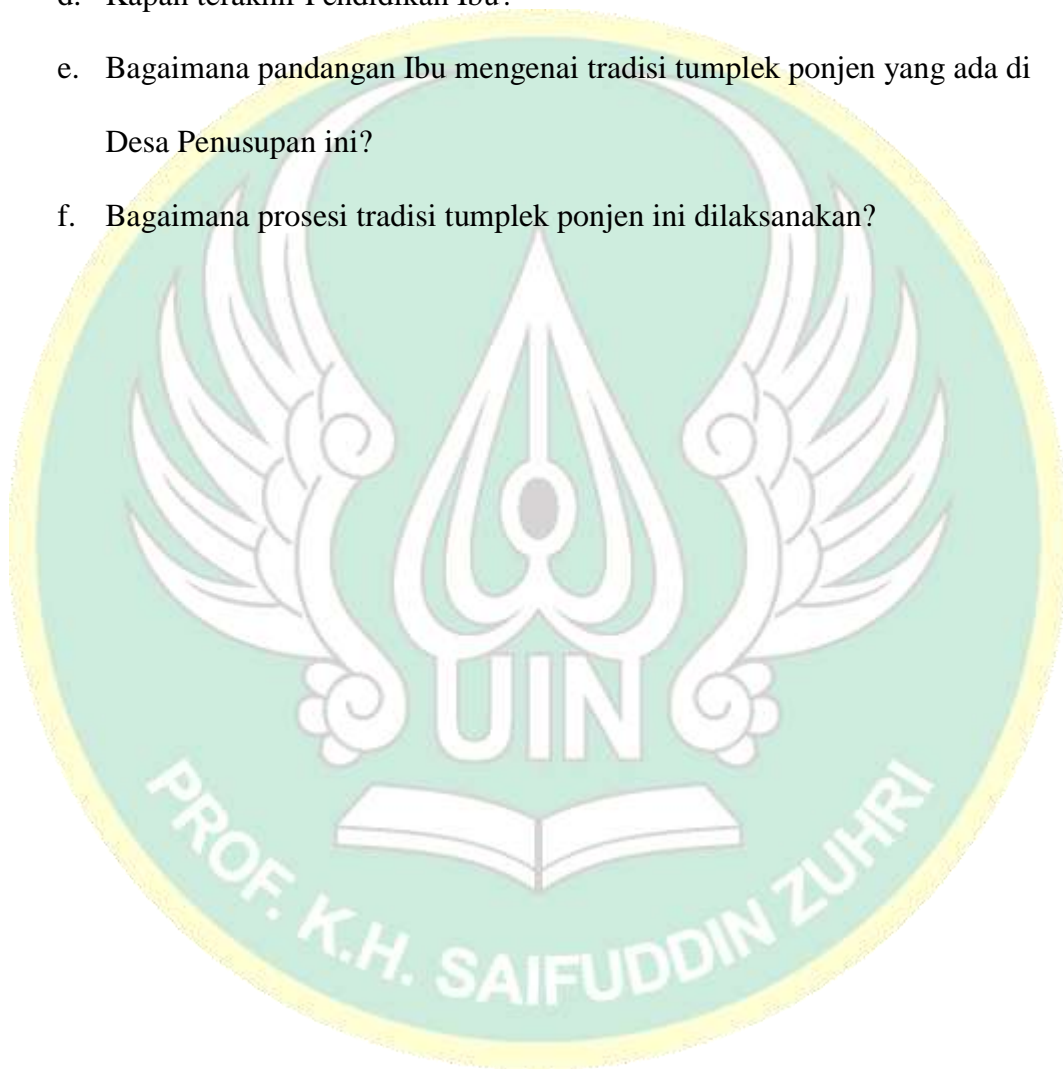 d. Kapan terakhir Pendidikan Ibu?
e. Bagaimana pandangan Ibu mengenai tradisi tumplek ponjen yang ada di
Desa Penusupan ini?
f. Bagaimana prosesi tradisi tumplek ponjen ini dilaksanakan?
UIN
PROF. K.H. SAIFUDDIN ZUHRI